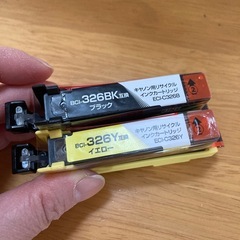 BCI-326BK互換
ブラック
キヤノン用リサイクル
インクカートリッジ
ECI-C326B
BCI-326Y互換
イエロー
キヤノン用リサイクル
インクカートリッジ
ECI-C326Y